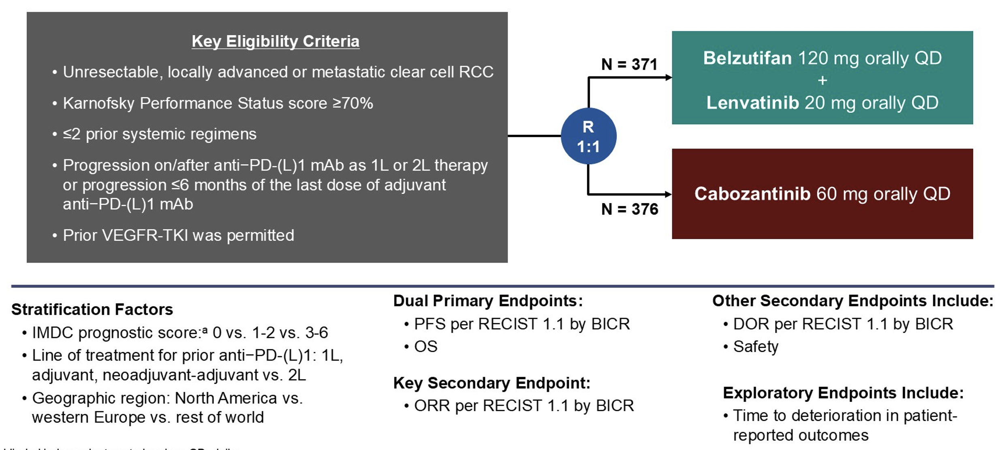 Key Eligibility Criteria
• Unresectable, locally advanced or metastatic clear cell RCC
• Karnofsky Performance Status score ≥70%
• ≤2 prior systemic regimens
• Progression on/after anti−PD-(L)1 mAb as 1L or 2L therapy
or progression ≤6 months of the last dose of adjuvant
anti−PD-(L)1 mAb
• Prior VEGFR-TKI was permitted
R
1:1
N = 371
Belzutifan 120 mg orally QD
+
Lenvatinib 20 mg orally QD
N = 376
Cabozantinib 60 mg orally QD
Stratification Factors
• IMDC prognostic score:ᵃ 0 vs. 1-2 vs. 3-6
• Line of treatment for prior anti−PD-(L)1: 1L,
adjuvant, neoadjuvant-adjuvant vs. 2L
• Geographic region: North America vs.
western Europe vs. rest of world
Dual Primary Endpoints:
• PFS per RECIST 1.1 by BICR
• OS
Key Secondary Endpoint:
• ORR per RECIST 1.1 by BICR
Other Secondary Endpoints Include:
• DOR per RECIST 1.1 by BICR
• Safety
Exploratory Endpoints Include:
• Time to deterioration in patient-
reported outcomes